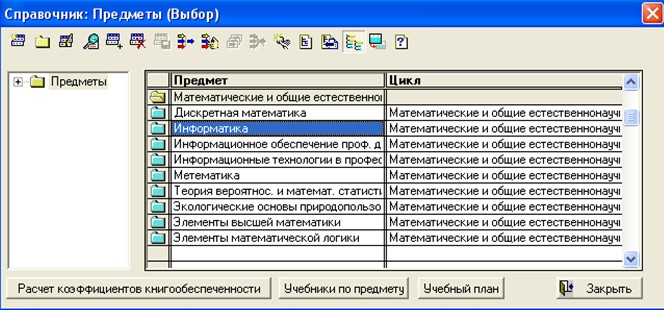 Справочник: Предметы (Выбор)
Предметы
Предмет Цикл
Математические и общие естественно
Дискретная математика Математические и общие естественнонауч
Информатика Математические и общие естественнонауч
Информационное обеспечение проф. д Математические и общие естественнонауч
Информационные технологии в профес Математические и общие естественнонауч
Метематика Математические и общие естественнонауч
Теория вероятнос. и математ. статисти Математические и общие естественнонауч
Экологические основы природопользо Математические и общие естественнонауч
Элементы высшей математики Математические и общие естественнонауч
Элементы математической логики Математические и общие естественнонауч
Расчет коэффициентов книгообеспеченности Учебники по предмету Учебный план Закрыть